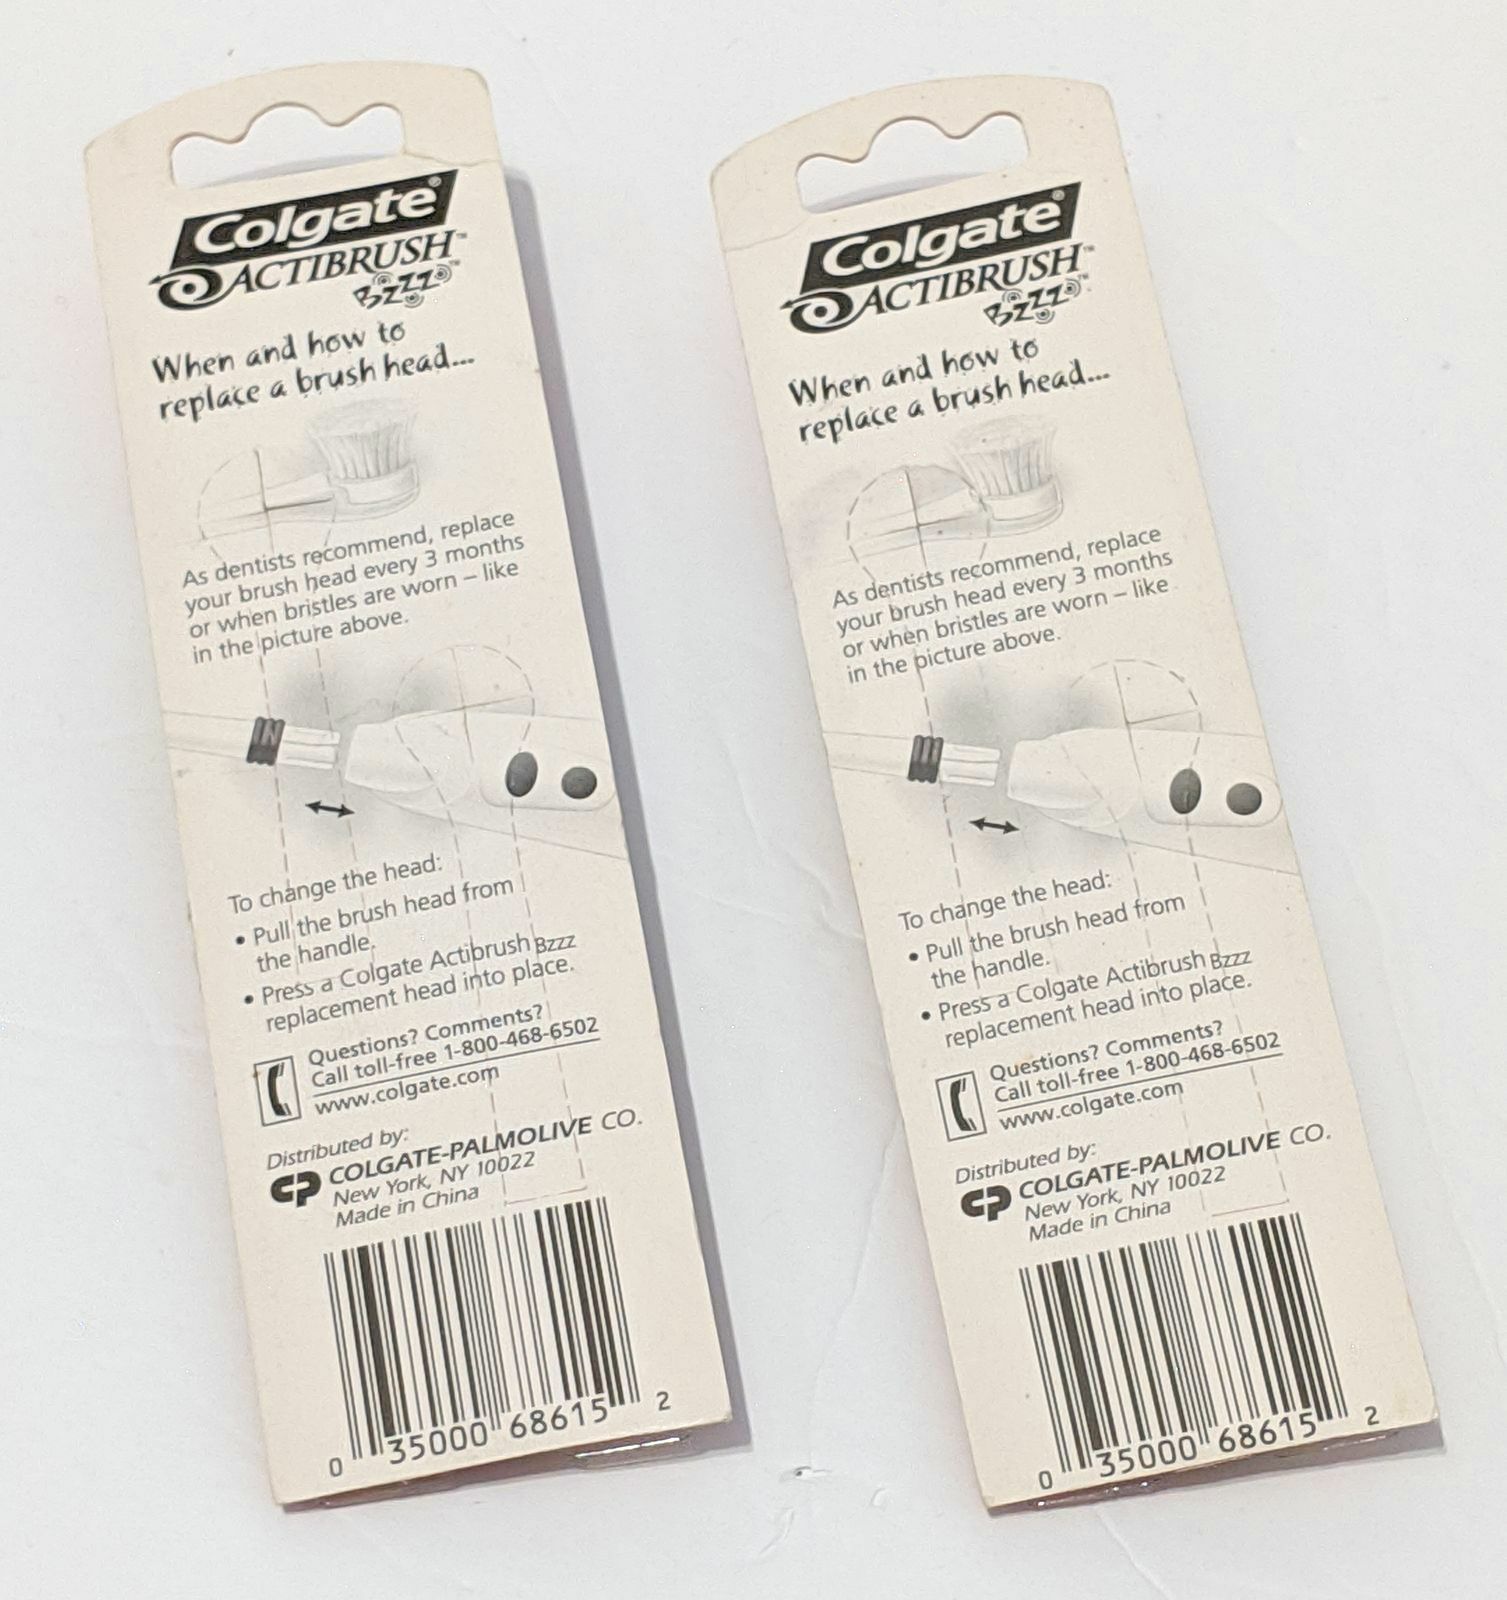 Colgate®
ACTIBRUSH™
Bzzz™
When and how to
replace a brush head...
As dentists recommend, replace
your brush head every 3 months
or when bristles are worn – like
in the picture above.
To change the head:
• Pull the brush head from
the handle.
• Press a Colgate Actibrush Bzzz
replacement head into place.
Questions? Comments?
Call toll-free 1-800-468-6502
www.colgate.com
Distributed by:
CP COLGATE-PALMOLIVE CO.
New York, NY 10022
Made in China
0 35000 68615 2
Colgate®
ACTIBRUSH™
Bzzz™
When and how to
replace a brush head...
As dentists recommend, replace
your brush head every 3 months
or when bristles are worn – like
in the picture above.
To change the head:
• Pull the brush head from
the handle.
• Press a Colgate Actibrush Bzzz
replacement head into place.
Questions? Comments?
Call toll-free 1-800-468-6502
www.colgate.com
Distributed by:
CP COLGATE-PALMOLIVE CO.
New York, NY 10022
Made in China
0 35000 68615 2